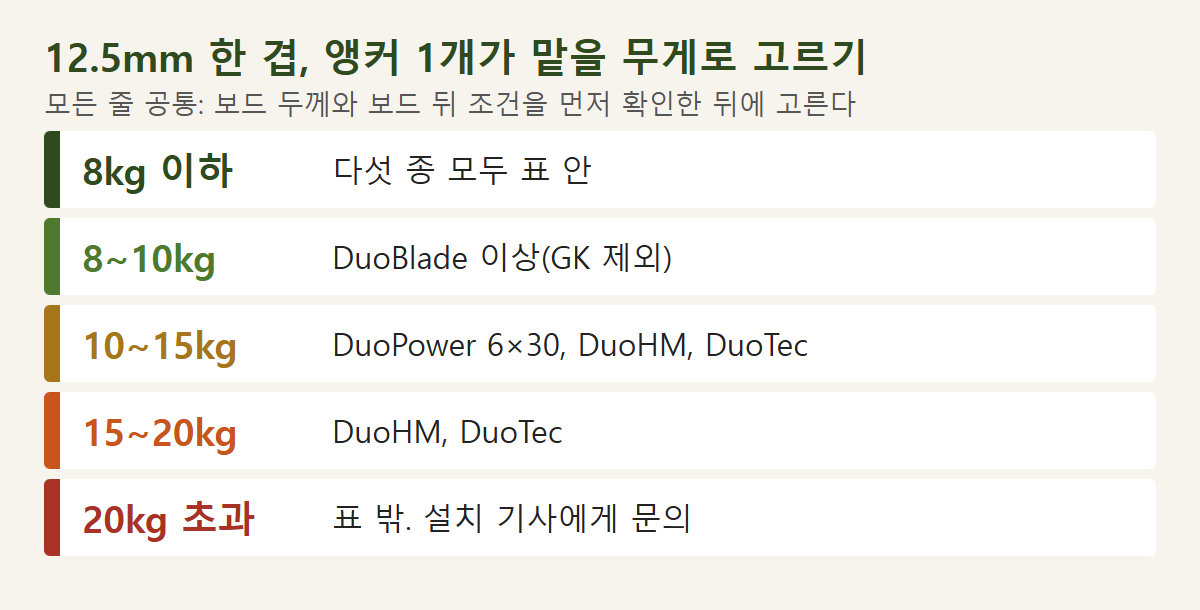 12.5mm 한 겹, 앵커 1개가 맡을 무게로 고르기
모든 줄 공통: 보드 두께와 보드 뒤 조건을 먼저 확인한 뒤에 고른다
8kg 이하 다섯 종 모두 표 안
8~10kg DuoBlade 이상(GK 제외)
10~15kg DuoPower 6×30, DuoHM, DuoTec
15~20kg DuoHM, DuoTec
20kg 초과 표 밖. 설치 기사에게 문의